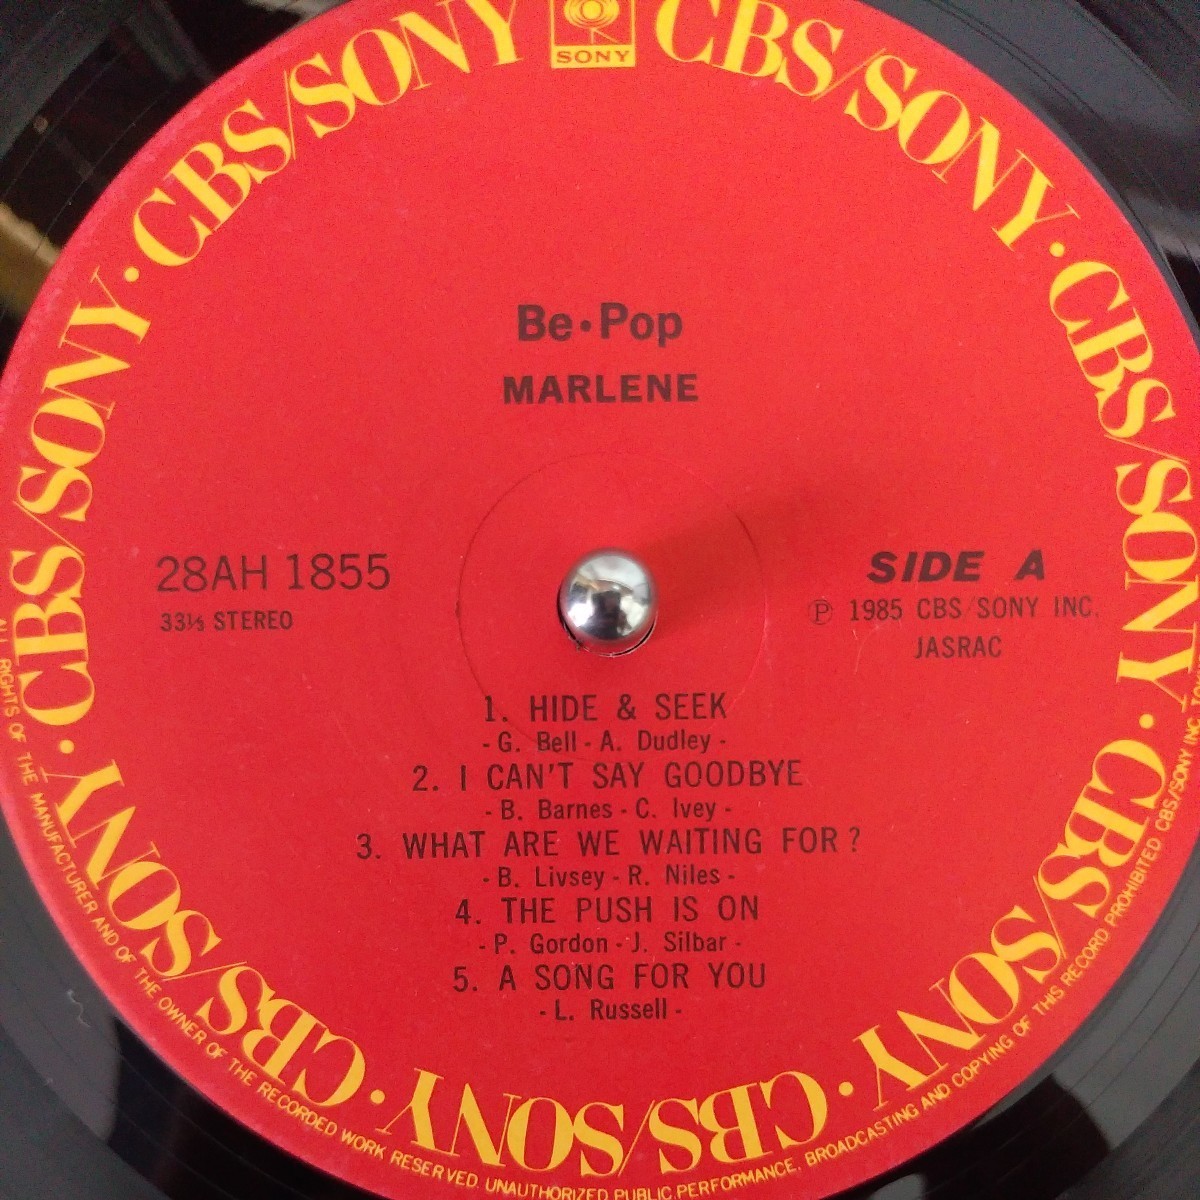 CBS/SONY · CBS/SONY · CBS/SONY · CBS/SONY · CBS/SONY · CBS/SONY · CBS/SONY · CBS/SONY
SONY
Be•Pop
MARLENE
28AH 1855
33⅓ STEREO
SIDE A
Ⓟ 1985 CBS/SONY INC.
JASRAC
1. HIDE & SEEK
- G. Bell - A. Dudley -
2. I CAN'T SAY GOODBYE
- B. Barnes - C. Ivey -
3. WHAT ARE WE WAITING FOR?
- B. Livsey - R. Niles -
4. THE PUSH IS ON
- P. Gordon - J. Silbar -
5. A SONG FOR YOU
- L. Russell -
ALL RIGHTS OF THE MANUFACTURER AND OF THE OWNER OF THE RECORDED WORK RESERVED. UNAUTHORIZED PUBLIC PERFORMANCE, BROADCASTING AND COPYING OF THIS RECORD PROHIBITED CBS/SONY INC.